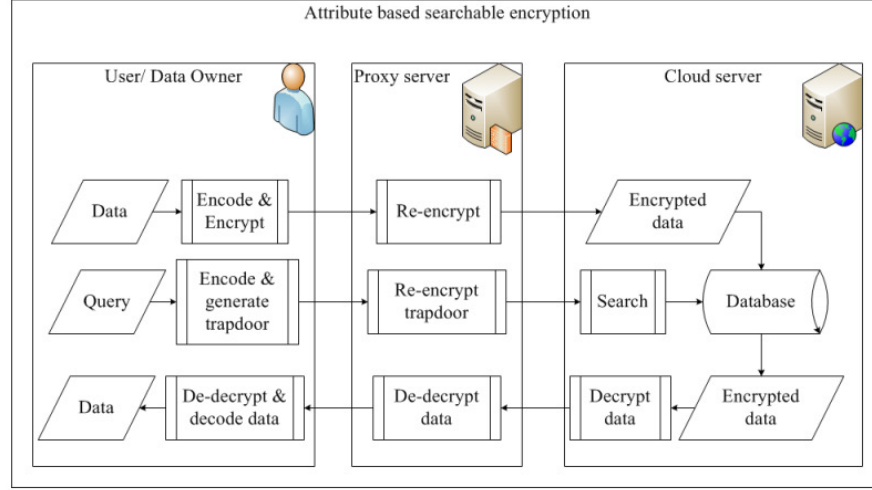 Attribute based searchable encryption
User/ Data Owner
Proxy server
Cloud server
Data
Encode &
Encrypt
Re-encrypt
Encrypted
data
Query
Encode &
generate
trapdoor
Re-encrypt
trapdoor
Search
Database
Data
De-decrypt &
decode data
De-decrypt
data
Decrypt
data
Encrypted
data